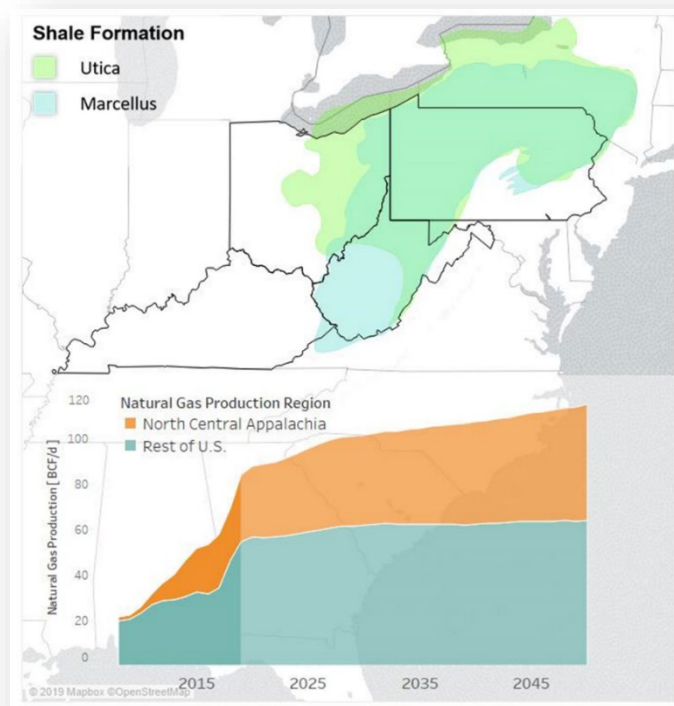 Shale Formation
Utica
Marcellus
120
100
80
60
40
20
0
Natural Gas Production [BCF/d]
Natural Gas Production Region
North Central Appalachia
Rest of U.S.
2015
2025
2035
2045
© 2019 Mapbox ©OpenStreetMap